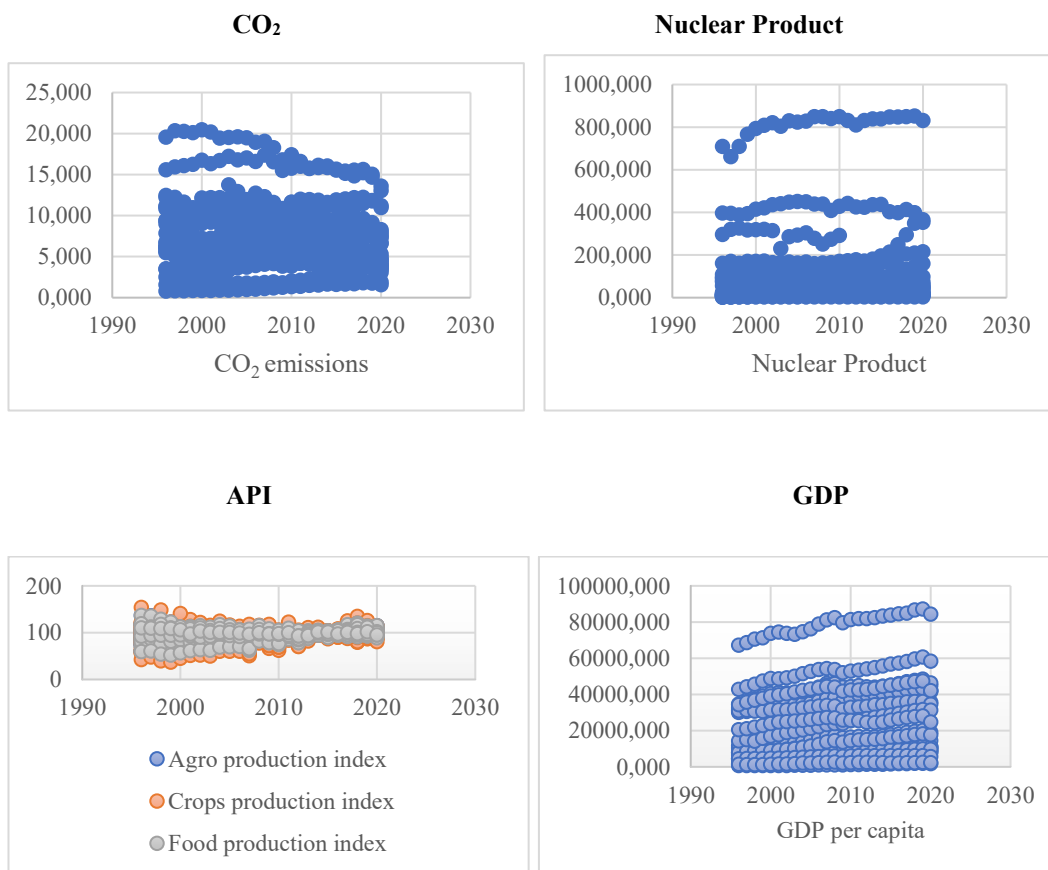 CO₂
Nuclear Product
25,000
20,000
15,000
10,000
5,000
0,000
1990 2000 2010 2020 2030
CO₂ emissions
1000,000
800,000
600,000
400,000
200,000
0,000
1990 2000 2010 2020 2030
Nuclear Product
API
GDP
200
100
0
1990 2000 2010 2020 2030
Agro production index
Crops production index
Food production index
100000,000
80000,000
60000,000
40000,000
20000,000
0,000
1990 2000 2010 2020 2030
GDP per capita